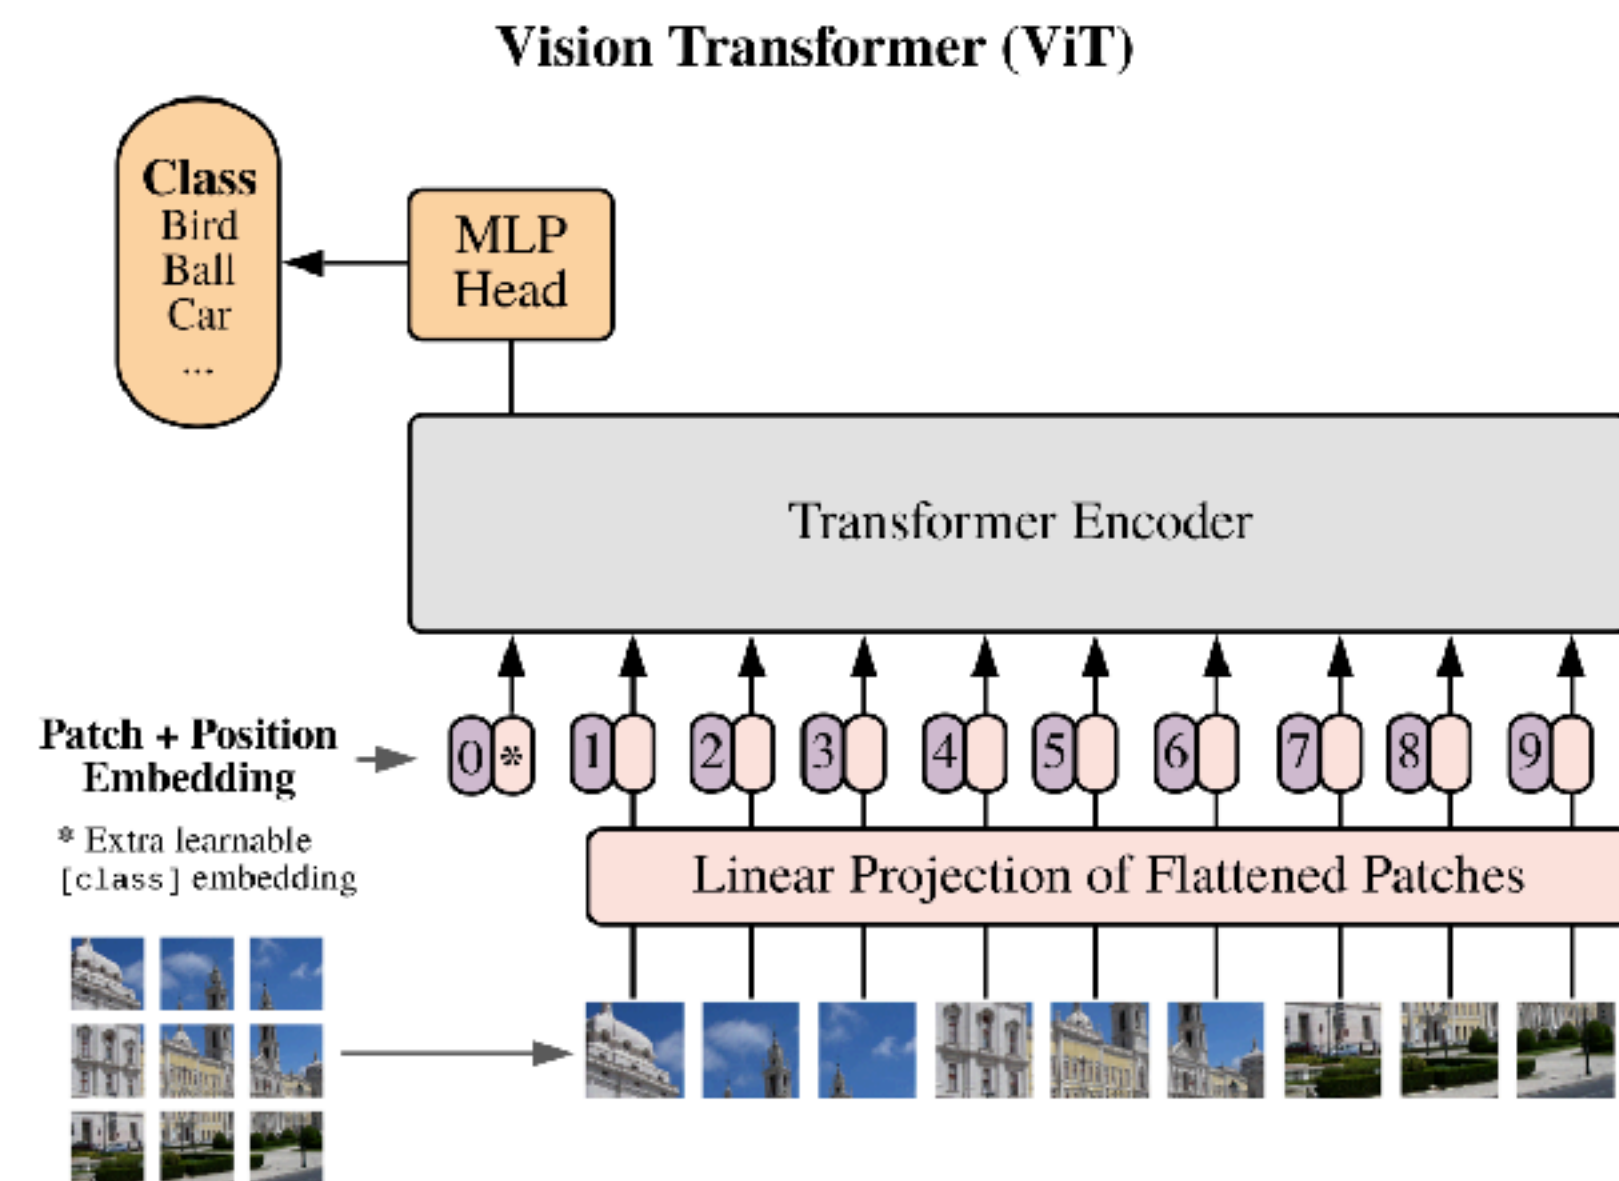 Vision Transformer (ViT)
Class
Bird
Ball
Car
...
MLP
Head
Transformer Encoder
Patch + Position
Embedding
0 * 1 2 3 4 5 6 7 8 9
* Extra learnable
[class] embedding
Linear Projection of Flattened Patches